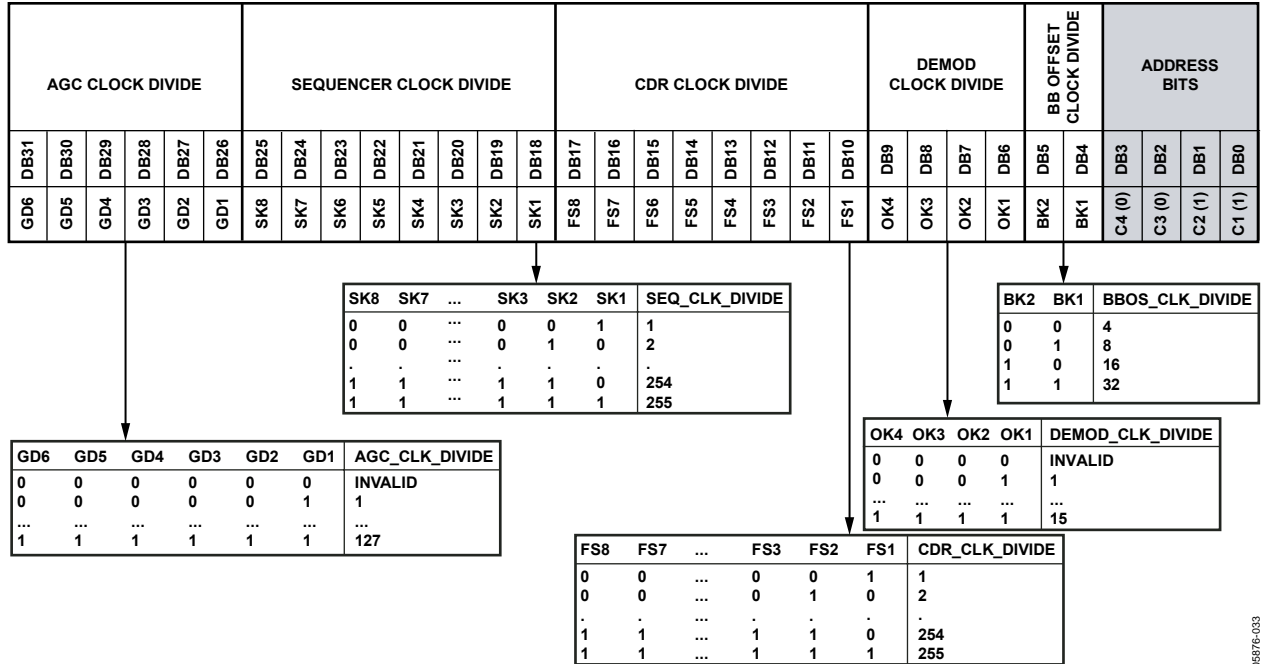 AGC CLOCK DIVIDE
SEQUENCER CLOCK DIVIDE
CDR CLOCK DIVIDE
DEMOD
CLOCK DIVIDE
BB OFFSET
CLOCK DIVIDE
ADDRESS
BITS
DB31 DB30 DB29 DB28 DB27 DB26 DB25 DB24 DB23 DB22 DB21 DB20 DB19 DB18 DB17 DB16 DB15 DB14 DB13 DB12 DB11 DB10 DB9 DB8 DB7 DB6 DB5 DB4 DB3 DB2 DB1 DB0
GD6 GD5 GD4 GD3 GD2 GD1 SK8 SK7 SK6 SK5 SK4 SK3 SK2 SK1 FS8 FS7 FS6 FS5 FS4 FS3 FS2 FS1 OK4 OK3 OK2 OK1 BK2 BK1 C4 (0) C3 (0) C2 (1) C1 (1)
SK8 SK7 ... SK3 SK2 SK1 SEQ_CLK_DIVIDE
0 0 ... 0 0 1 1
0 0 ... 0 1 0 2
. . ... . . . .
1 1 ... 1 1 0 254
1 1 ... 1 1 1 255
BK2 BK1 BBOS_CLK_DIVIDE
0 0 4
0 1 8
1 0 16
1 1 32
GD6 GD5 GD4 GD3 GD2 GD1 AGC_CLK_DIVIDE
0 0 0 0 0 0 INVALID
0 0 0 0 0 1 1
... ... ... ... ... ... ...
1 1 1 1 1 1 127
OK4 OK3 OK2 OK1 DEMOD_CLK_DIVIDE
0 0 0 0 INVALID
0 0 0 1 1
... ... ... ... ...
1 1 1 1 15
FS8 FS7 ... FS3 FS2 FS1 CDR_CLK_DIVIDE
0 0 ... 0 0 1 1
0 0 ... 0 1 0 2
. . ... . . . .
1 1 ... 1 1 0 254
1 1 ... 1 1 1 255
05876-033